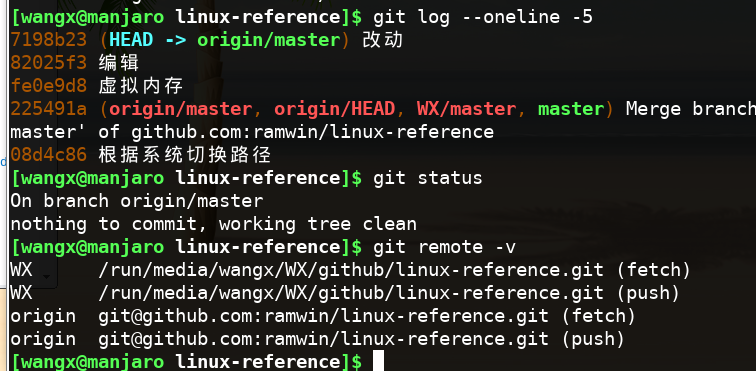 [wangx@manjaro linux-reference]$ git log --oneline -5
7198b23 (HEAD -> origin/master) 改动
82025f3 编辑
fe0e9d8 虚拟内存
225491a (origin/master, origin/HEAD, WX/master, master) Merge branch
master' of github.com:ramwin/linux-reference
08d4c86 根据系统切换路径
[wangx@manjaro linux-reference]$ git status
On branch origin/master
nothing to commit, working tree clean
[wangx@manjaro linux-reference]$ git remote -v
WX      /run/media/wangx/WX/github/linux-reference.git (fetch)
WX      /run/media/wangx/WX/github/linux-reference.git (push)
origin  git@github.com:ramwin/linux-reference.git (fetch)
origin  git@github.com:ramwin/linux-reference.git (push)
[wangx@manjaro linux-reference]$